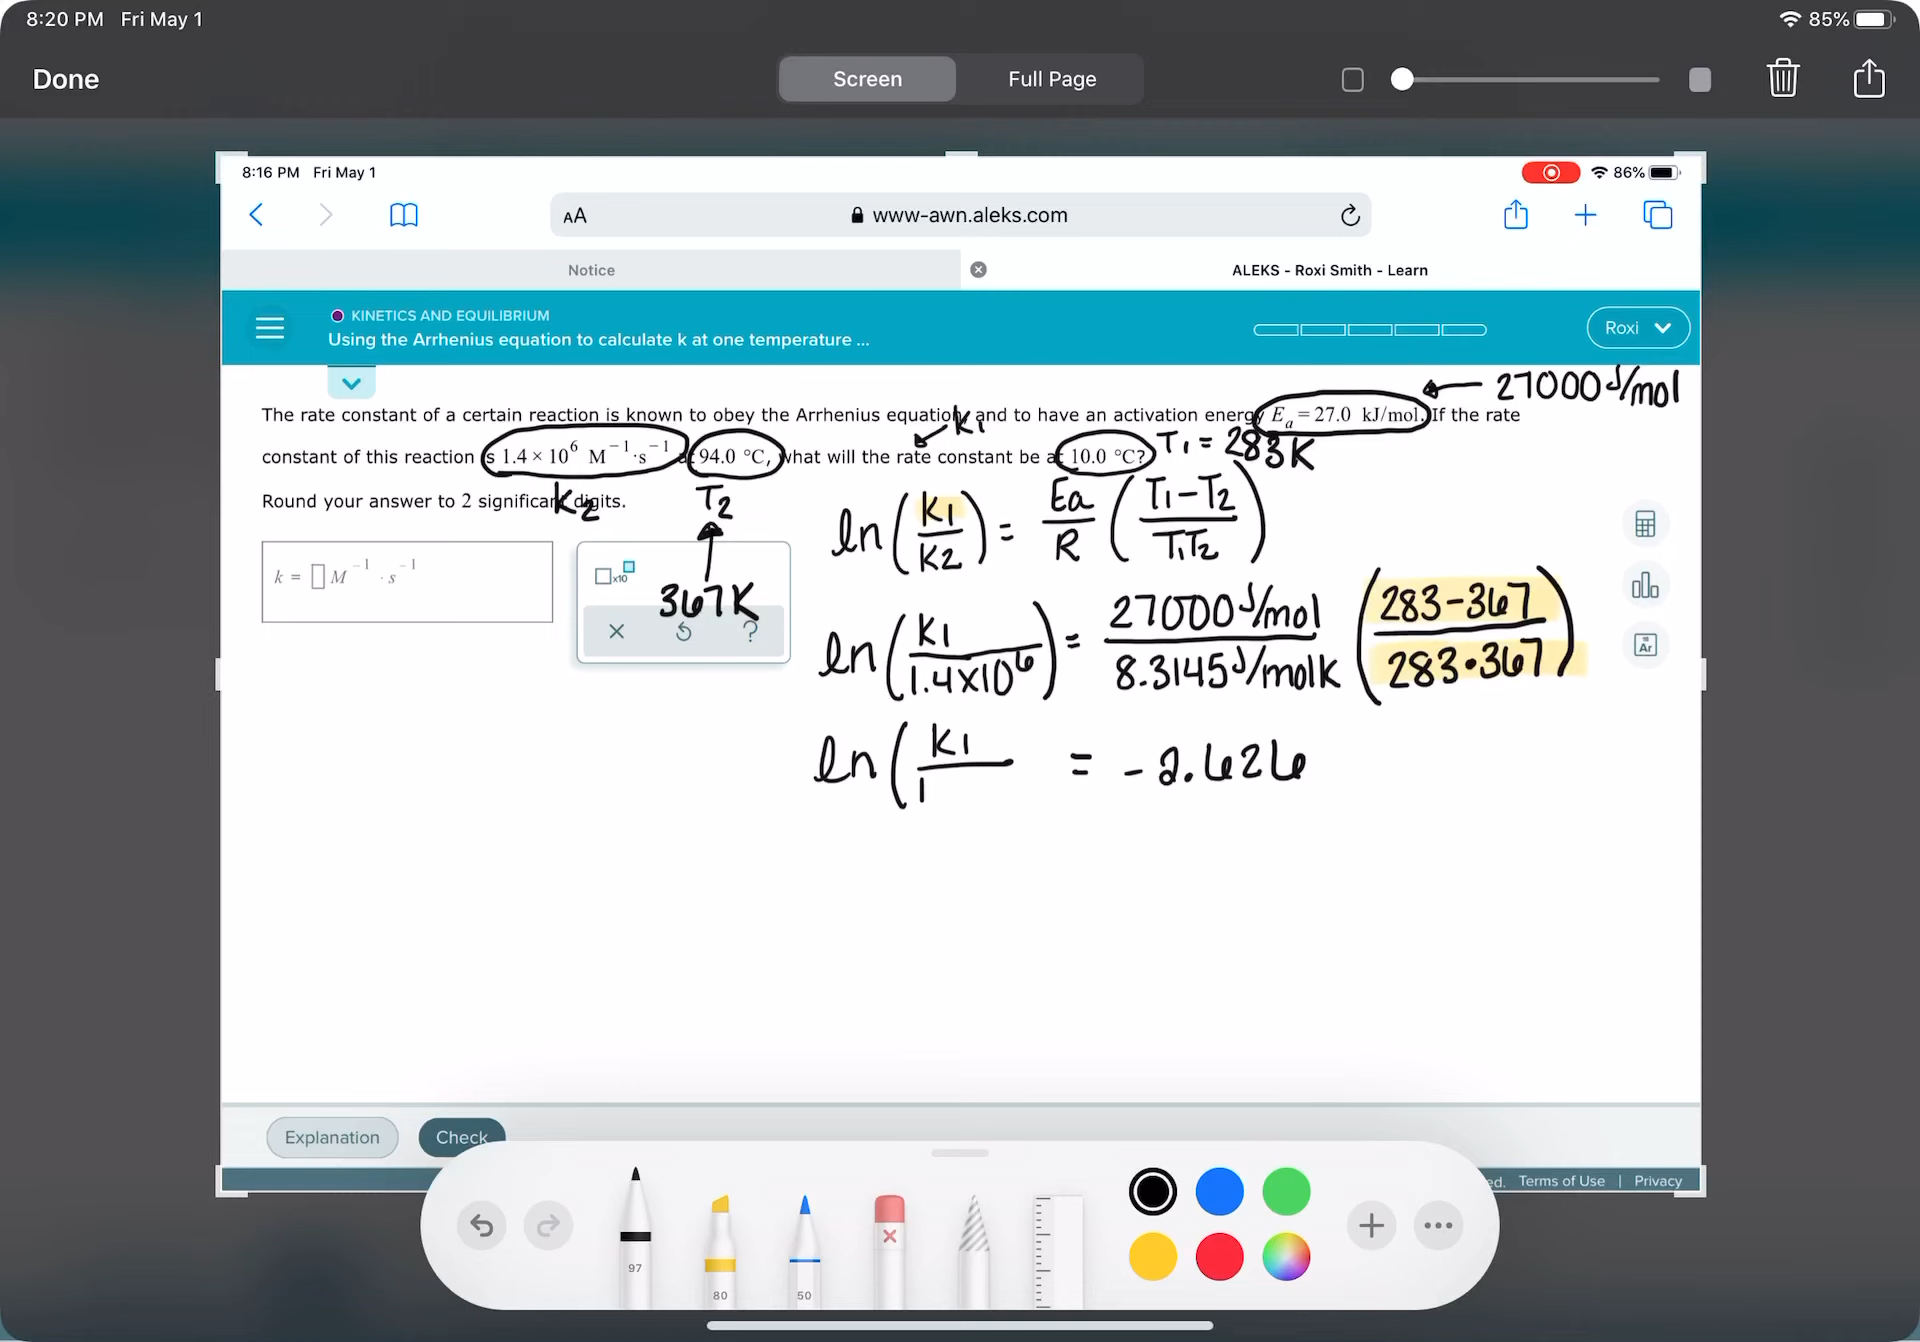 8:20 PM Fri May 1 85%
Done Screen Full Page
8:16 PM Fri May 1 86%
AA www-awn.aleks.com
Notice ALEKS - Roxi Smith - Learn
KINETICS AND EQUILIBRIUM
Using the Arrhenius equation to calculate k at one temperature ...
Roxi
27000 J/mol
The rate constant of a certain reaction is known to obey the Arrhenius equation, and to have an activation energy Eₐ = 27.0 kJ/mol. If the rate
K1
constant of this reaction is 1.4 × 10⁶ M⁻¹·s⁻¹ at 94.0 °C, what will the rate constant be at 10.0 °C? T1 = 283K
Round your answer to 2 significant digits.
K2 T2
367K
k = ▯ M⁻¹ · s⁻¹
x10
?
ln(K1/K2) = Ea/R (T1-T2/T1T2)
ln(K1/1.4x10⁶) = 27000 J/mol / 8.3145 J/molK (283-367/283•367)
ln(K1/1 = -2.626
Ar
Explanation Check
ed. Terms of Use | Privacy
97 80 50